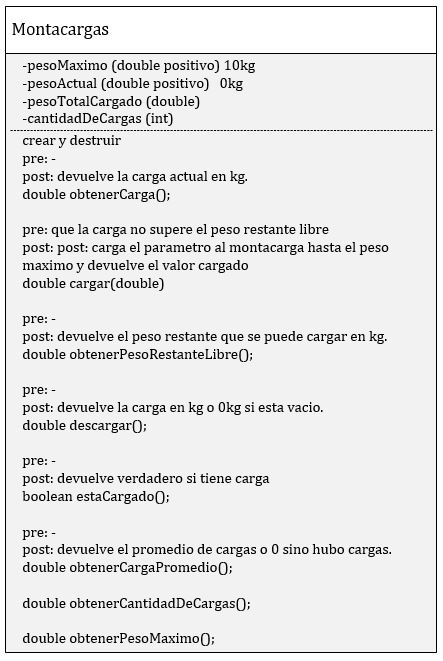 Montacargas
-pesoMaximo (double positivo) 10kg
-pesoActual (double positivo) 0kg
-pesoTotalCargado (double)
-cantidadDeCargas (int)
crear y destruir
pre: -
post: devuelve la carga actual en kg.
double obtenerCarga();
pre: que la carga no supere el peso restante libre
post: post: carga el parametro al montacarga hasta el peso
maximo y devuelve el valor cargado
double cargar(double)
pre: -
post: devuelve el peso restante que se puede cargar en kg.
double obtenerPesoRestanteLibre();
pre: -
post: devuelve la carga en kg o 0kg si esta vacio.
double descargar();
pre: -
post: devuelve verdadero si tiene carga
boolean estaCargado();
pre: -
post: devuelve el promedio de cargas o 0 sino hubo cargas.
double obtenerCargaPromedio();
double obtenerCantidadDeCargas();
double obtenerPesoMaximo();